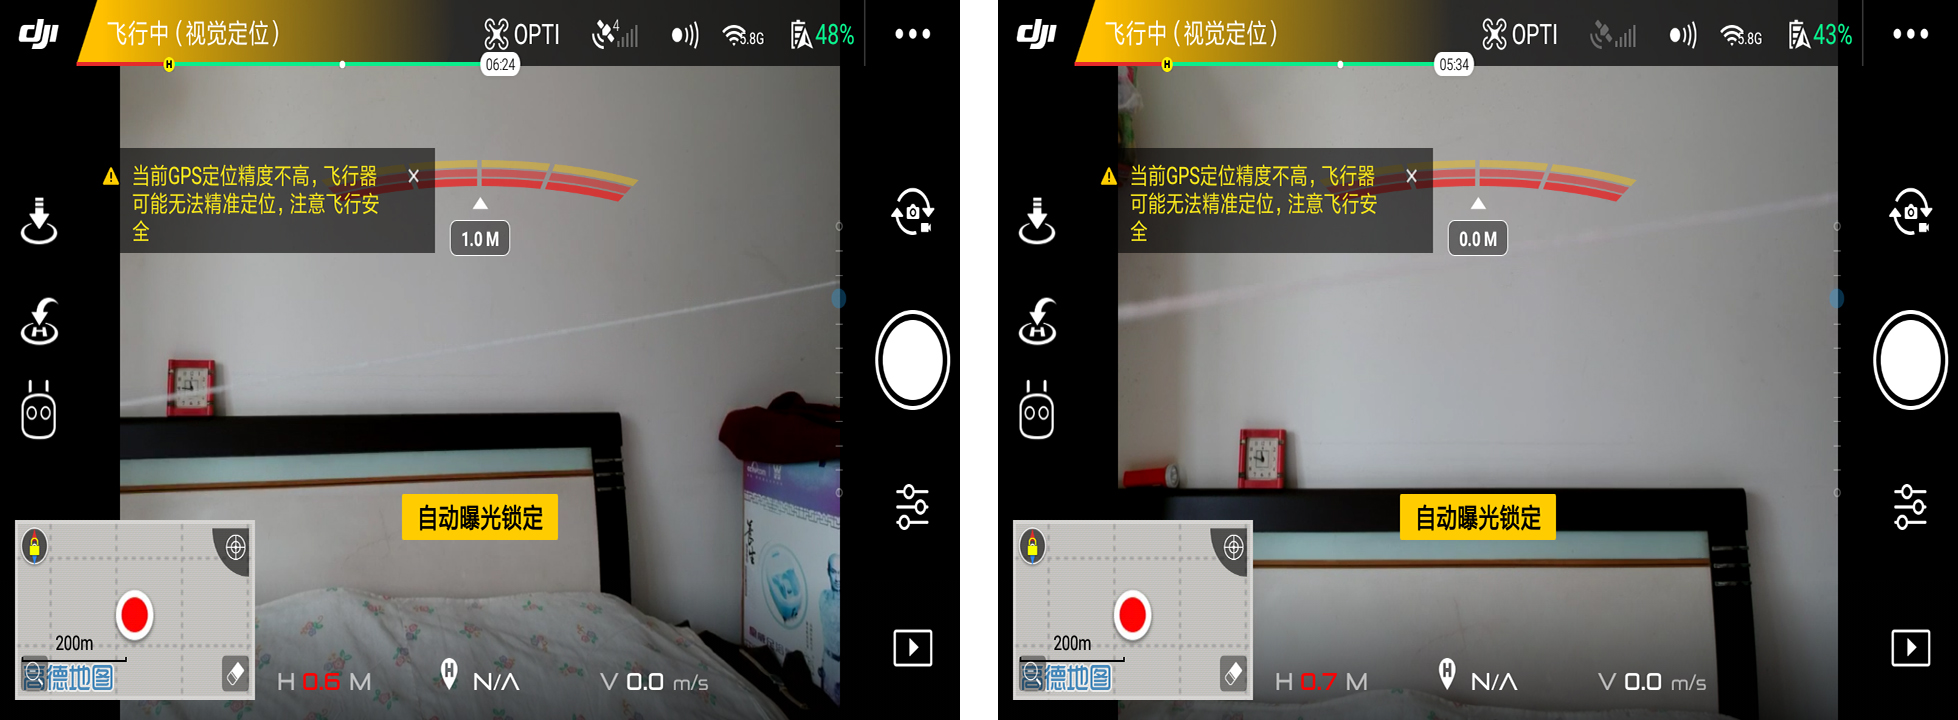 dji
飞行中(视觉定位)
OPTI
4
5.8G
48%
H
06:24
当前GPS定位精度不高,飞行器
可能无法精准定位,注意飞行安
全
×
1.0 M
自动曝光锁定
200m
高德地图
H 0.6 M
H N/A
V 0.0 m/s
dji
飞行中(视觉定位)
OPTI
5.8G
43%
H
05:34
当前GPS定位精度不高,飞行器
可能无法精准定位,注意飞行安
全
×
0.0 M
自动曝光锁定
200m
高德地图
H 0.7 M
H N/A
V 0.0 m/s